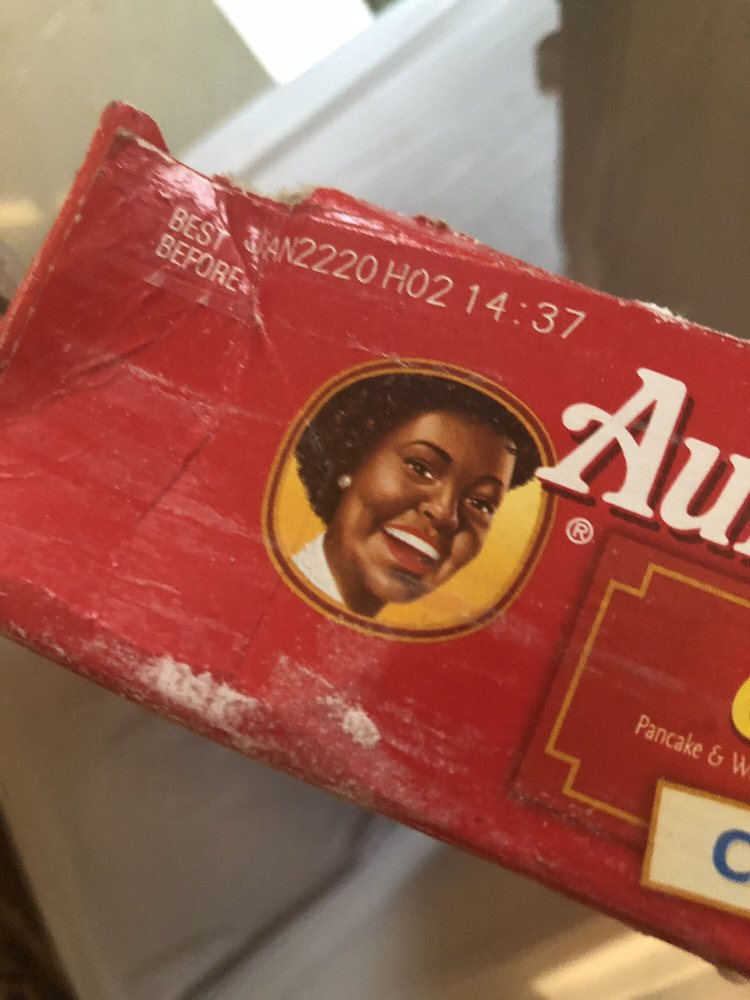 BEST JAN2220 H02 14:37
BEFORE
Au
®
Pancake & W
C